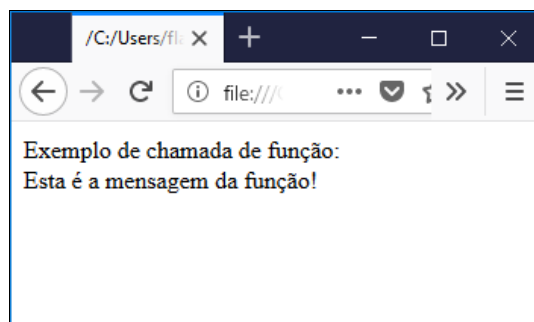 /C:/Users/fl
file:///
Exemplo de chamada de função:
Esta é a mensagem da função!